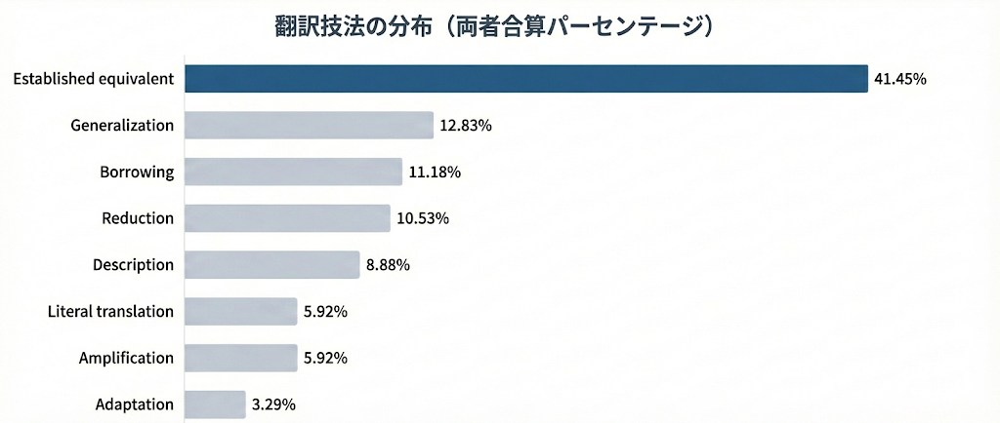 翻訳技法の分布（両者合算パーセンテージ）
Established equivalent 41.45%
Generalization 12.83%
Borrowing 11.18%
Reduction 10.53%
Description 8.88%
Literal translation 5.92%
Amplification 5.92%
Adaptation 3.29%